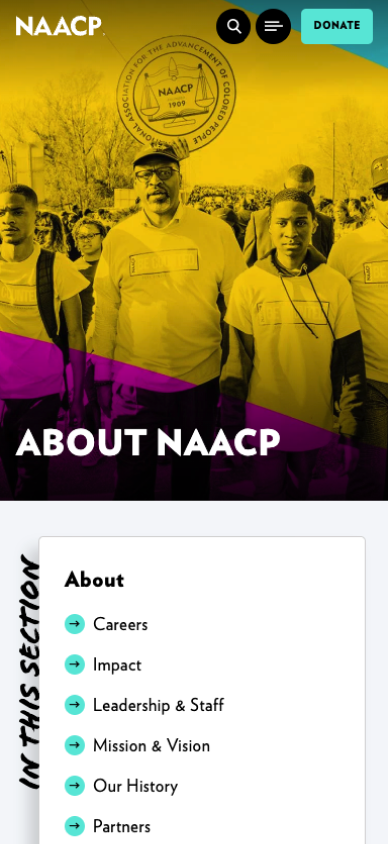 NAACP.
DONATE
NATIONAL ASSOCIATION FOR THE ADVANCEMENT OF COLORED PEOPLE
NAACP
1909
ABOUT NAACP
IN THIS SECTION
About
Careers
Impact
Leadership & Staff
Mission & Vision
Our History
Partners